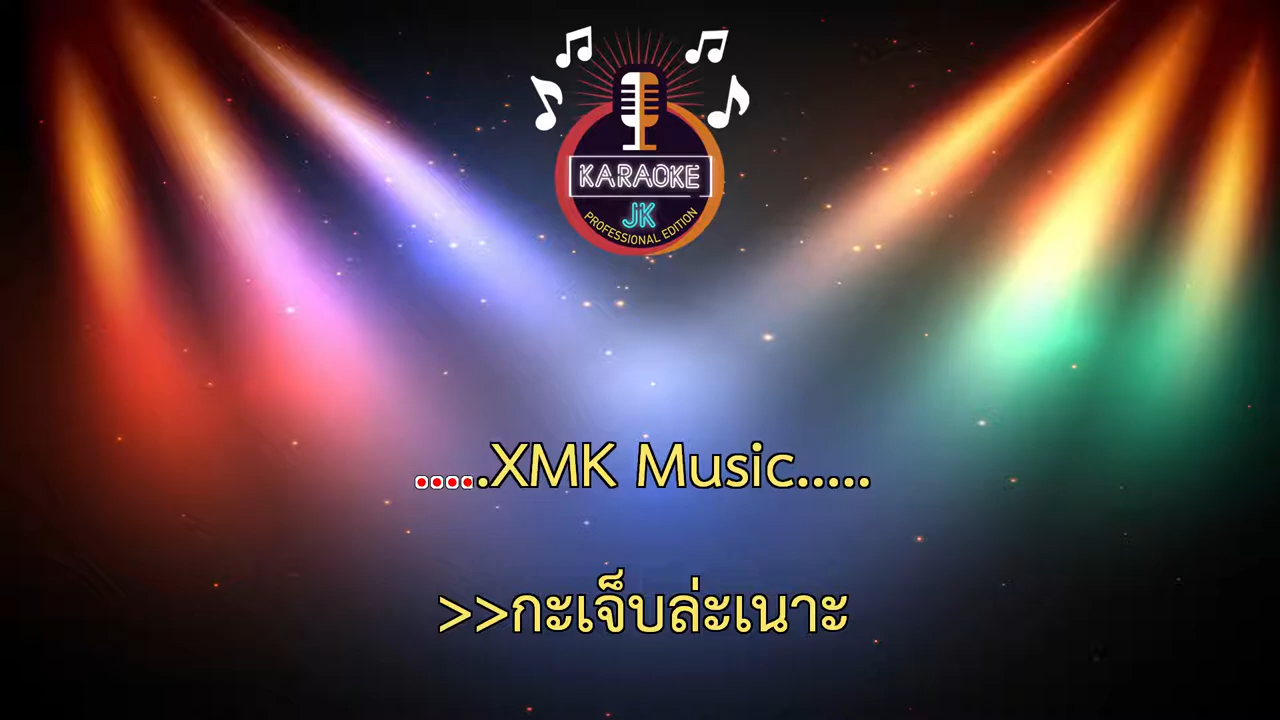 KARAOKE
JK
PROFESSIONAL EDITION
.....XMK Music.....
>>กะเจ็บล่ะเนาะ